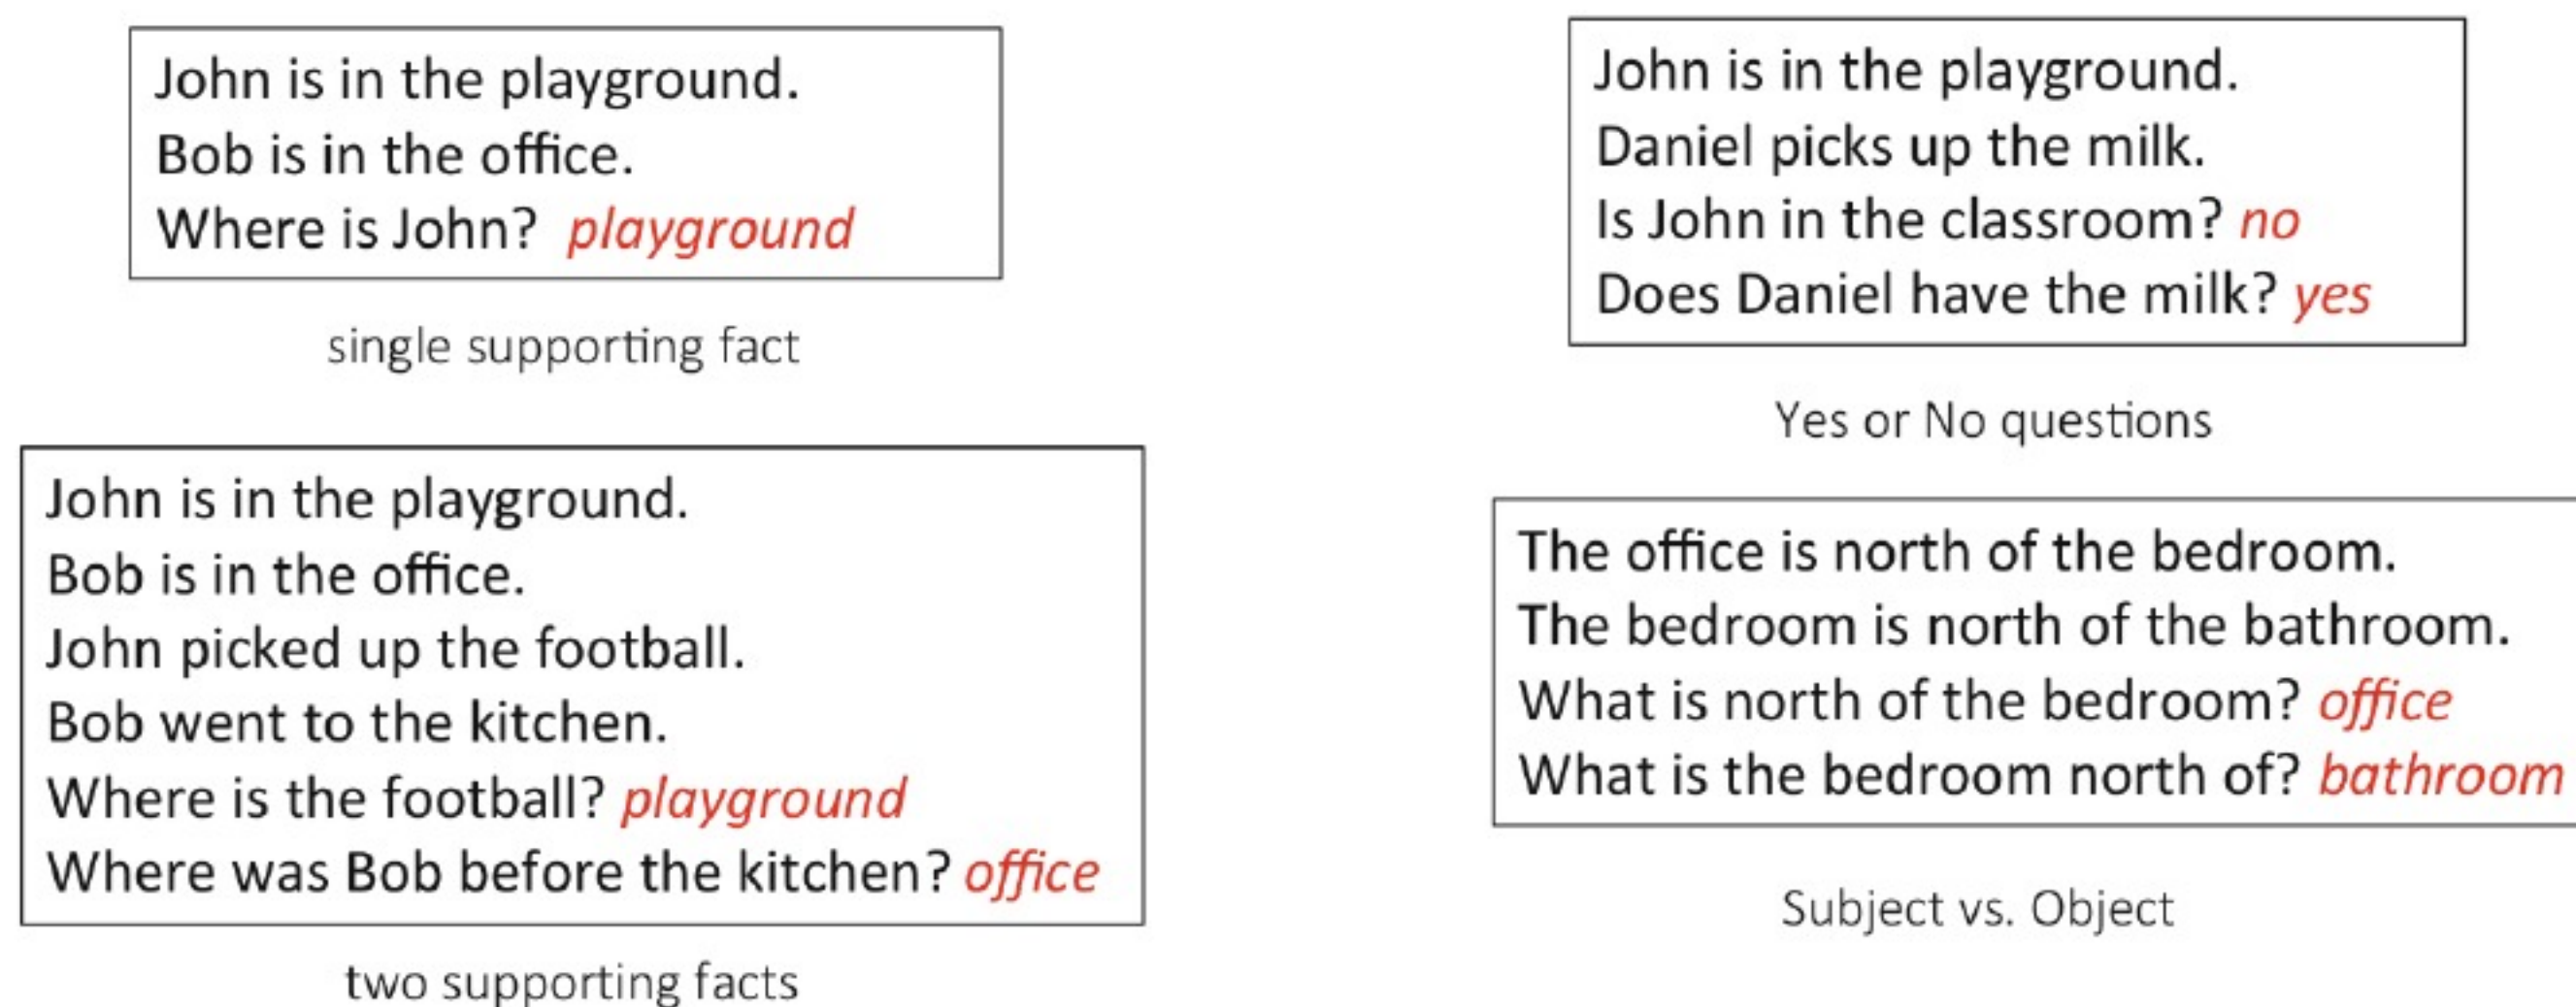 John is in the playground.
Bob is in the office.
Where is John? playground
single supporting fact
John is in the playground.
Bob is in the office.
John picked up the football.
Bob went to the kitchen.
Where is the football? playground
Where was Bob before the kitchen? office
two supporting facts
John is in the playground.
Daniel picks up the milk.
Is John in the classroom? no
Does Daniel have the milk? yes
Yes or No questions
The office is north of the bedroom.
The bedroom is north of the bathroom.
What is north of the bedroom? office
What is the bedroom north of? bathroom
Subject vs. Object